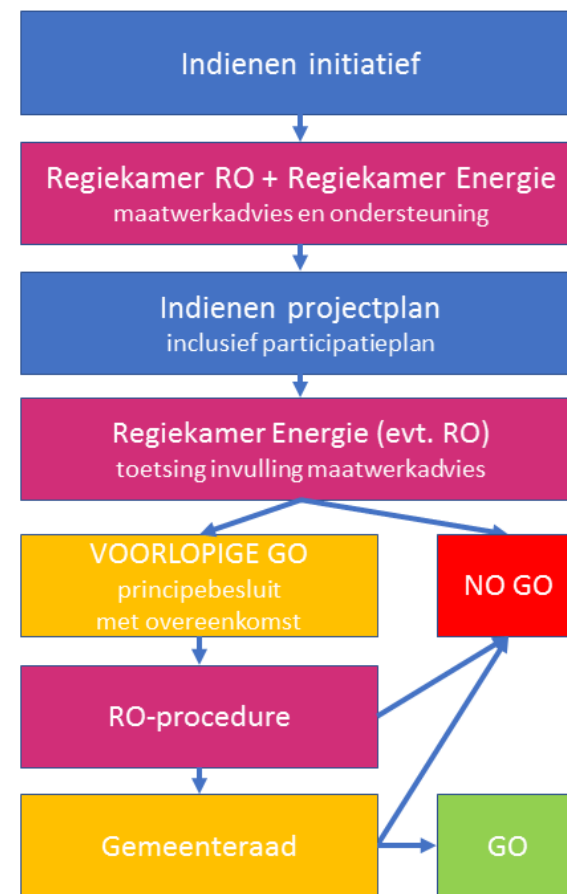 Indienen initiatief
Regiekamer RO + Regiekamer Energie
maatwerkadvies en ondersteuning
Indienen projectplan
inclusief participatieplan
Regiekamer Energie (evt. RO)
toetsing invulling maatwerkadvies
VOORLOPIGE GO
principebesluit
met overeenkomst
NO GO
RO-procedure
Gemeenteraad
GO